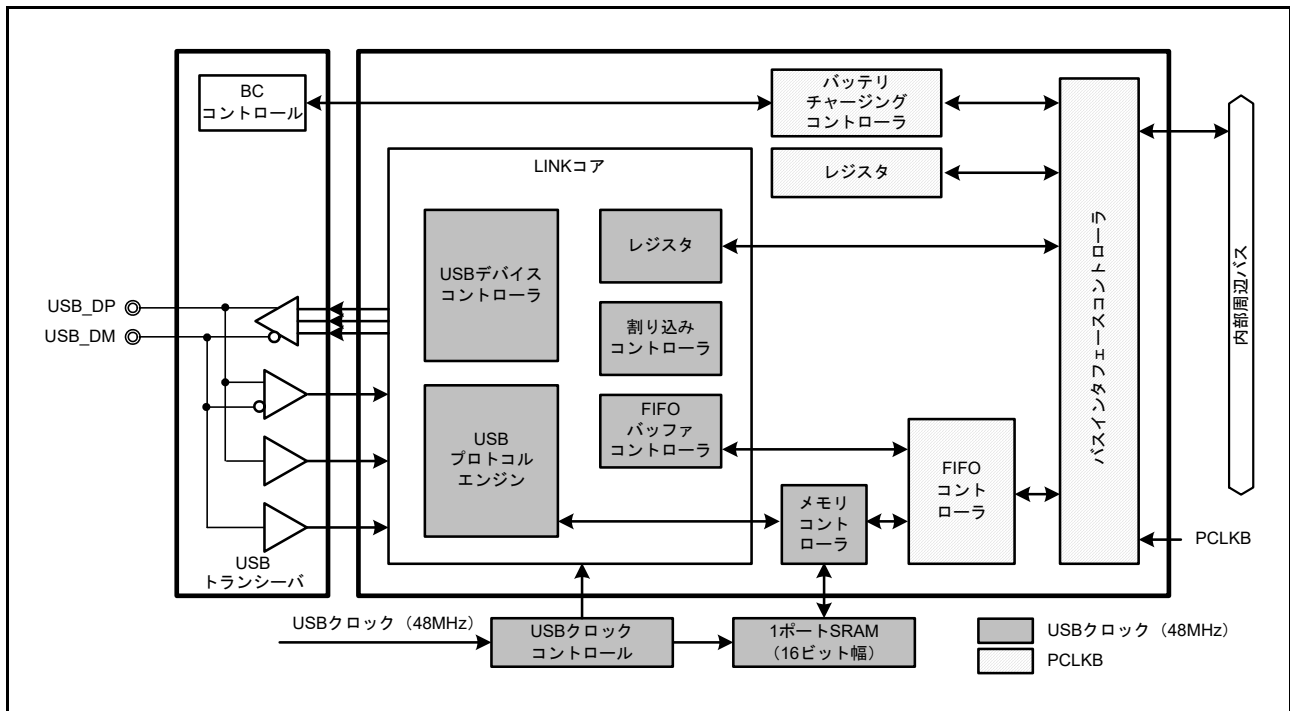 BC
コントロール
バッテリ
チャージング
コントローラ
レジスタ
LINKコア
USBデバイス
コントローラ
レジスタ
割り込み
コントローラ
USB
プロトコル
エンジン
FIFO
バッファ
コントローラ
メモリ
コント
ローラ
FIFO
コント
ローラ
バスインタフェースコントローラ
内部周辺バス
USB_DP
USB_DM
USB
トランシーバ
PCLKB
USBクロック（48MHz）
USBクロック
コントロール
1ポートSRAM
（16ビット幅）
USBクロック（48MHz）
PCLKB